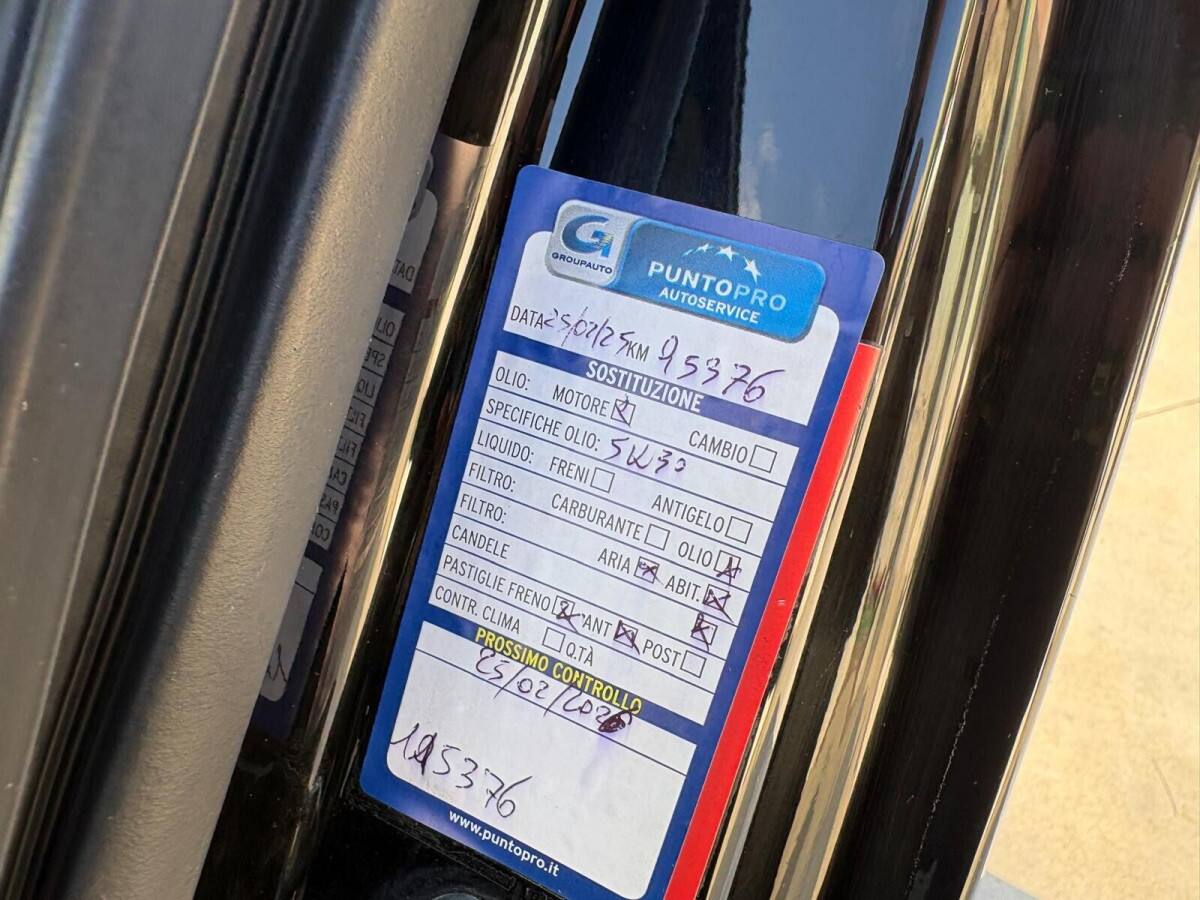 G
GROUPAUTO
PUNTOPRO
AUTOSERVICE
DATA 25/02/25 KM 95376
SOSTITUZIONE
OLIO: MOTORE CAMBIO
SPECIFICHE OLIO: 5W30
LIQUIDO: FRENI ANTIGELO
FILTRO: CARBURANTE OLIO
FILTRO: ARIA ABIT.
CANDELE
PASTIGLIE FRENO ANT POST
CONTR. CLIMA Q.TÀ
PROSSIMO CONTROLLO
25/02/2026
115376
www.puntopro.it